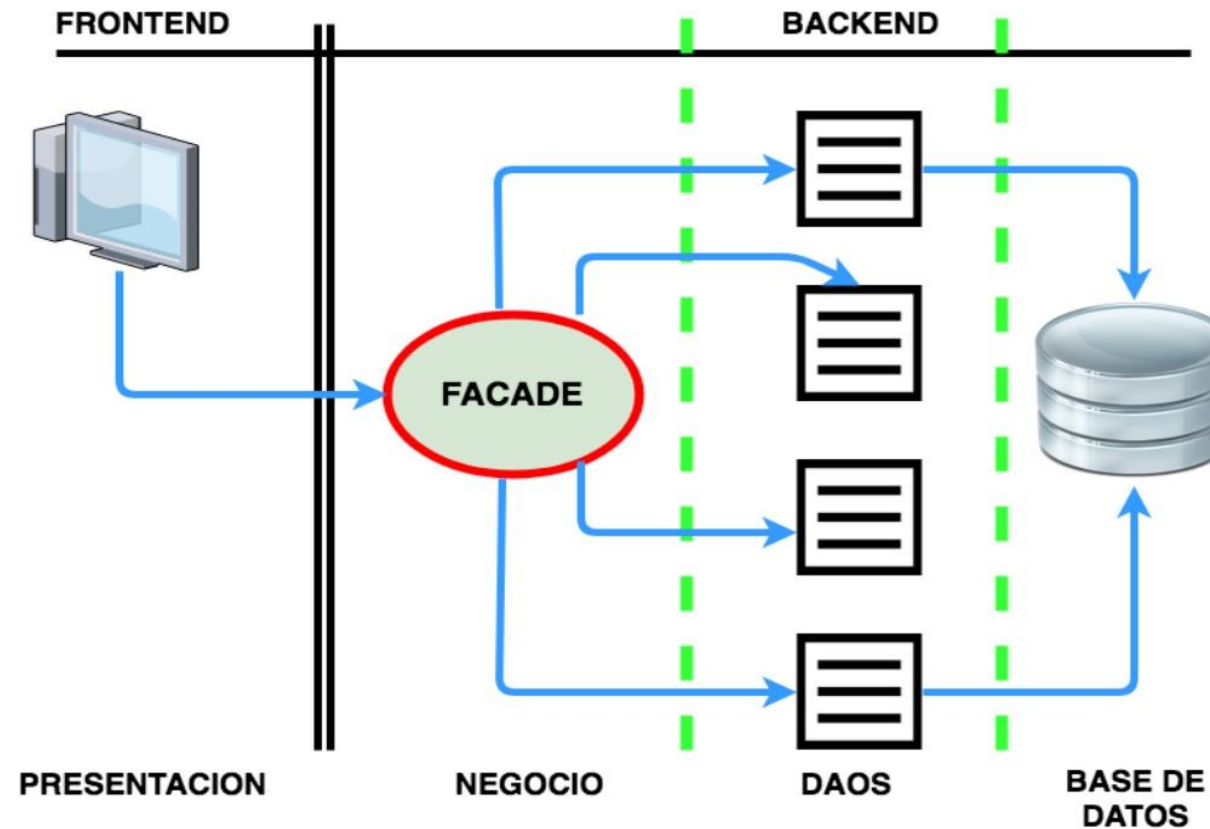 FRONTEND
BACKEND
FACADE
PRESENTACION
NEGOCIO
DAOS
BASE DE
DATOS